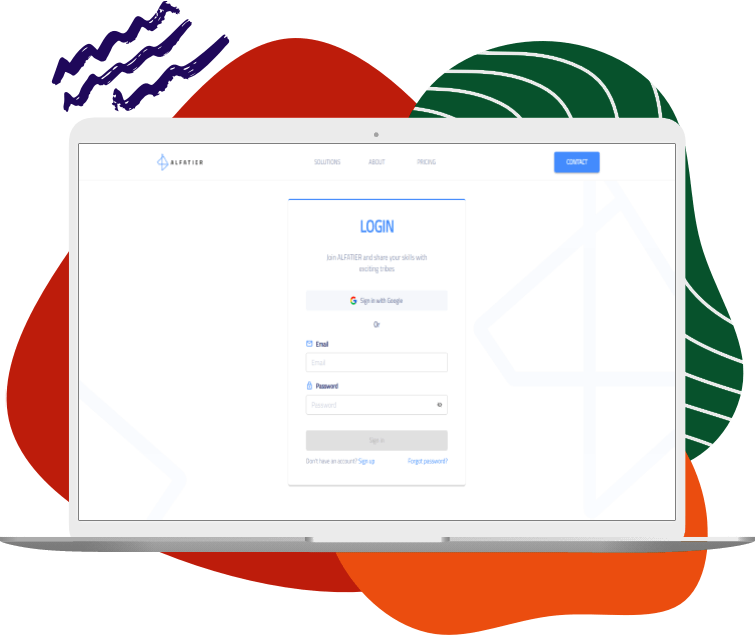 ALFATIER
SOLUTIONS ABOUT PRICING CONTACT
LOGIN
Join ALFATIER and share your skills with
exciting tribes
Sign in with Google
Or
Email
Email
Password
Password
Sign in
Don't have an account? Sign up Forgot password?